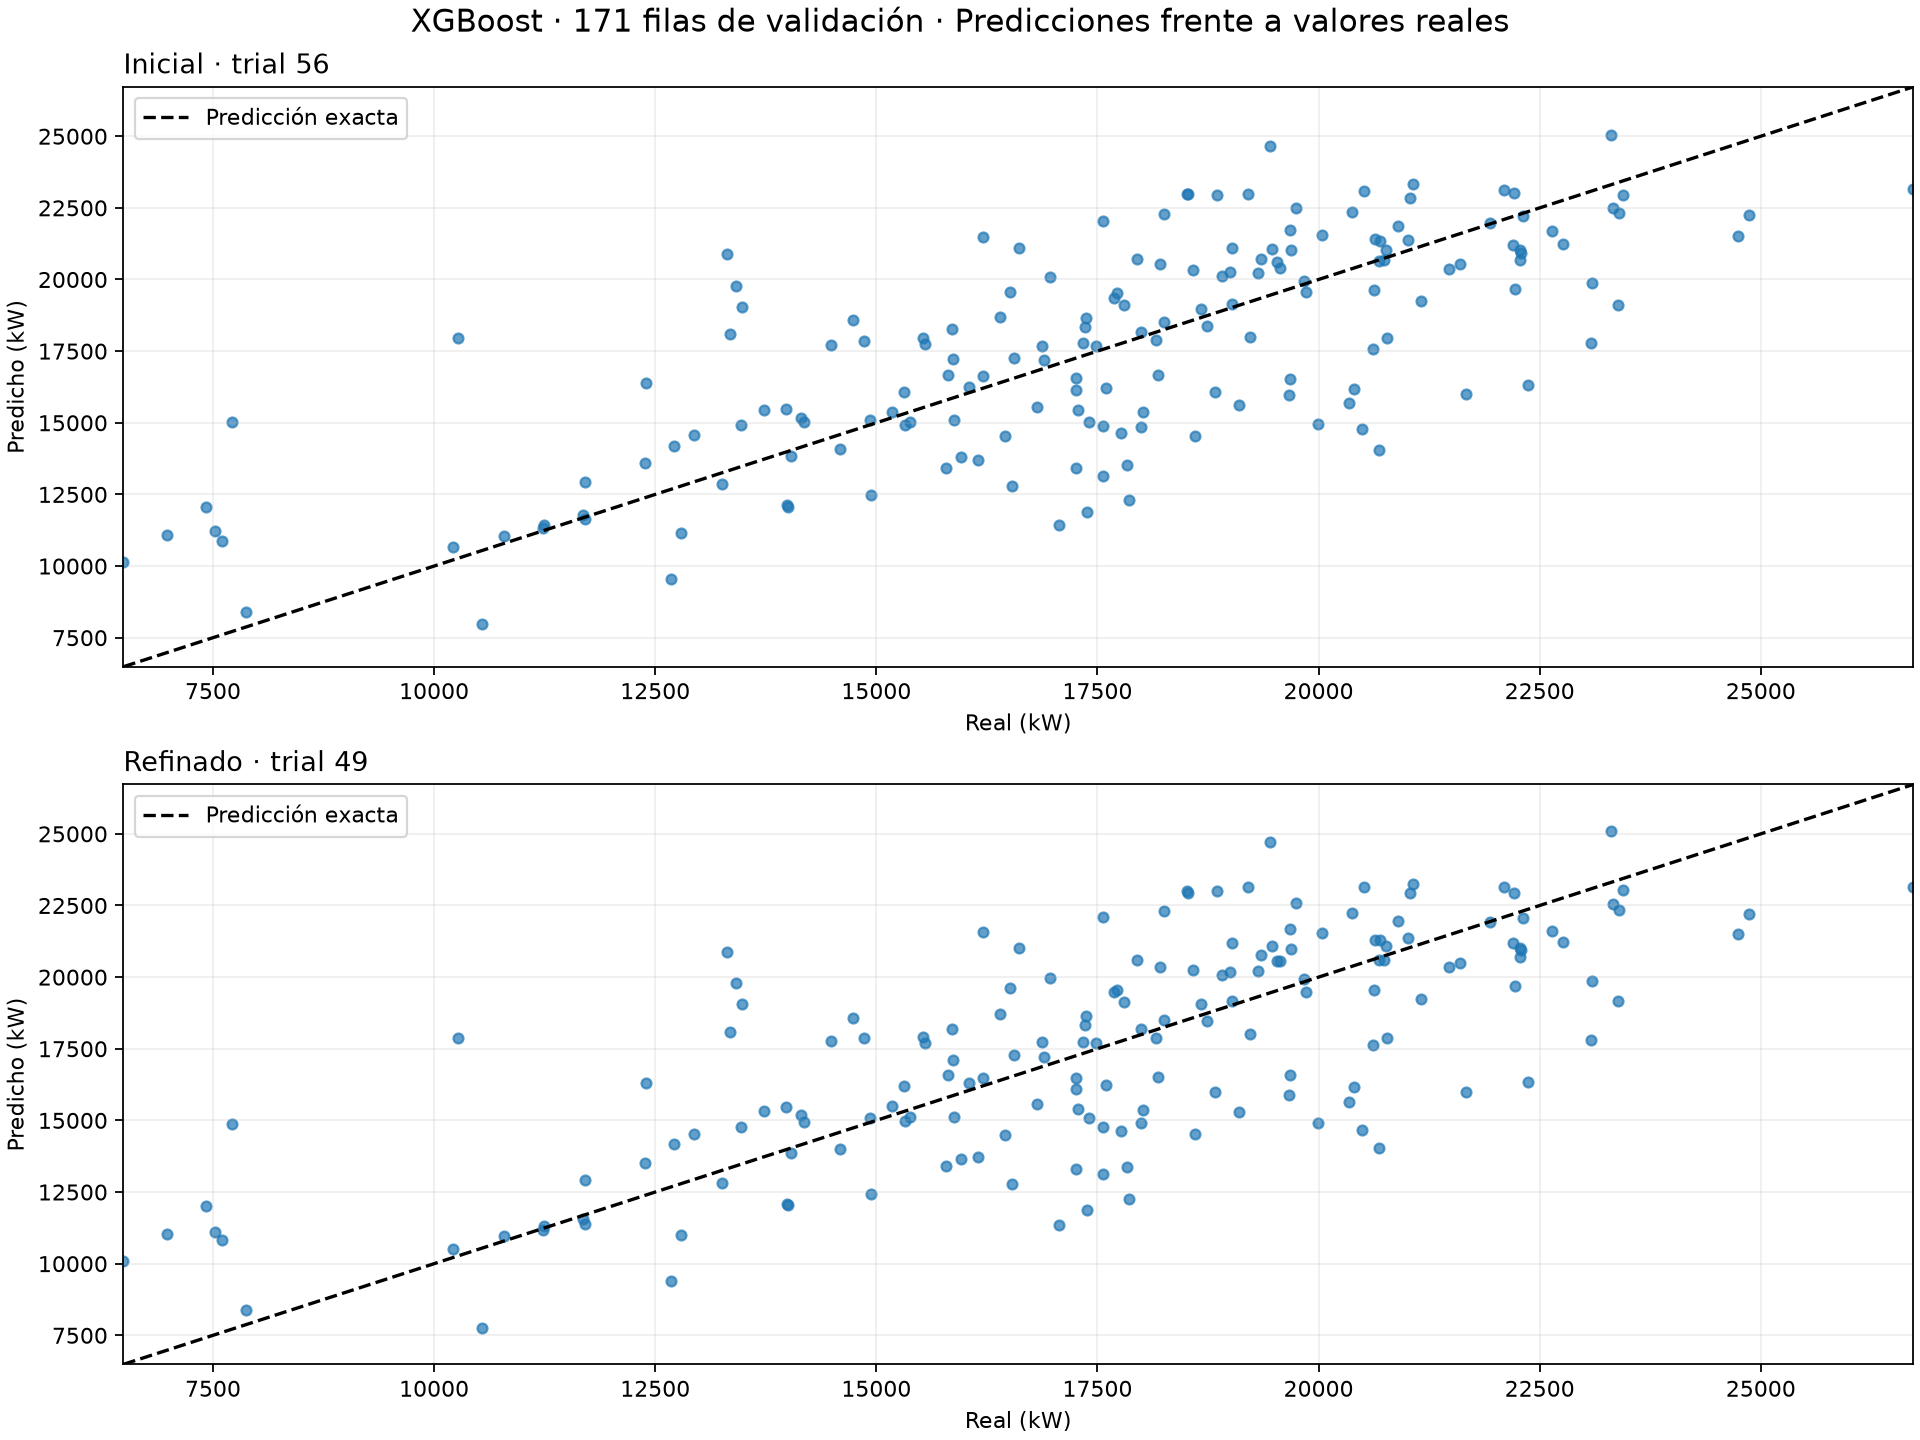 XGBoost · 171 filas de validación · Predicciones frente a valores reales
Inicial · trial 56
Predicción exacta
25000
22500
20000
17500
15000
12500
10000
7500
Predicho (kW)
7500 10000 12500 15000 17500 20000 22500 25000
Real (kW)
Refinado · trial 49
Predicción exacta
25000
22500
20000
17500
15000
12500
10000
7500
Predicho (kW)
7500 10000 12500 15000 17500 20000 22500 25000
Real (kW)